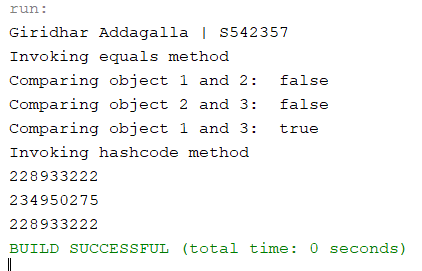 run:
Giridhar Addagalla | S542357
Invoking equals method
Comparing object 1 and 2:  false
Comparing object 2 and 3:  false
Comparing object 1 and 3:  true
Invoking hashcode method
228933222
234950275
228933222
BUILD SUCCESSFUL (total time: 0 seconds)